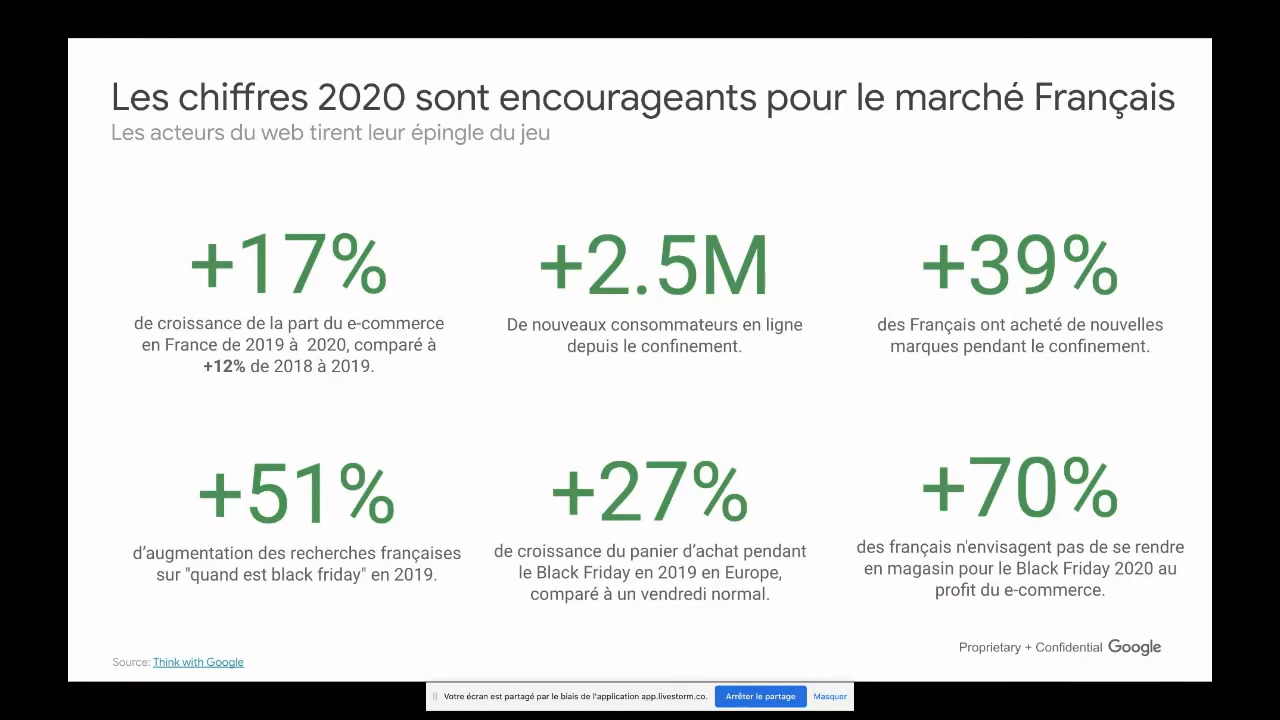 Les chiffres 2020 sont encourageants pour le marché Français
Les acteurs du web tirent leur épingle du jeu
+17%
de croissance de la part du e-commerce
en France de 2019 à 2020, comparé à
+12% de 2018 à 2019.
+2.5M
De nouveaux consommateurs en ligne
depuis le confinement.
+39%
des Français ont acheté de nouvelles
marques pendant le confinement.
+51%
d'augmentation des recherches françaises
sur "quand est black friday" en 2019.
+27%
de croissance du panier d'achat pendant
le Black Friday en 2019 en Europe,
comparé à un vendredi normal.
+70%
des français n'envisagent pas de se rendre
en magasin pour le Black Friday 2020 au
profit du e-commerce.
Proprietary + Confidential Google
Source: Think with Google
Votre écran est partagé par le biais de l'application app.livestorm.co. Arrêter le partage Masquer